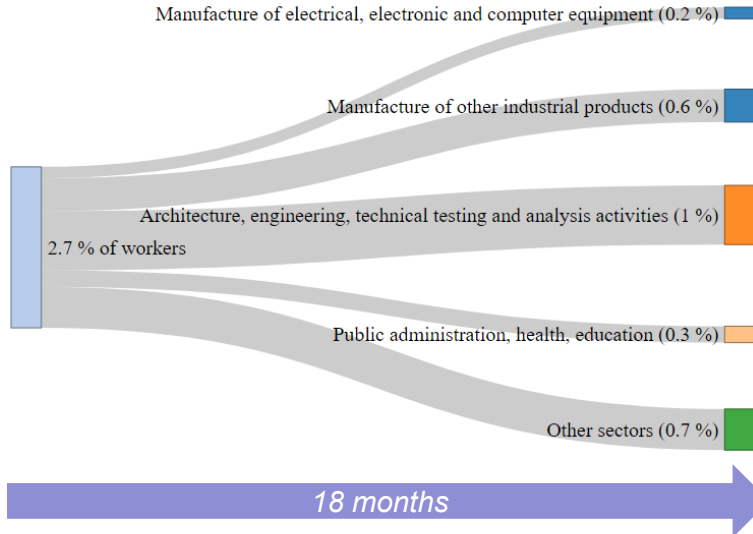 Manufacture of electrical, electronic and computer equipment (0.2 %)
Manufacture of other industrial products (0.6 %)
Architecture, engineering, technical testing and analysis activities (1 %)
2.7 % of workers
Public administration, health, education (0.3 %)
Other sectors (0.7 %)
18 months